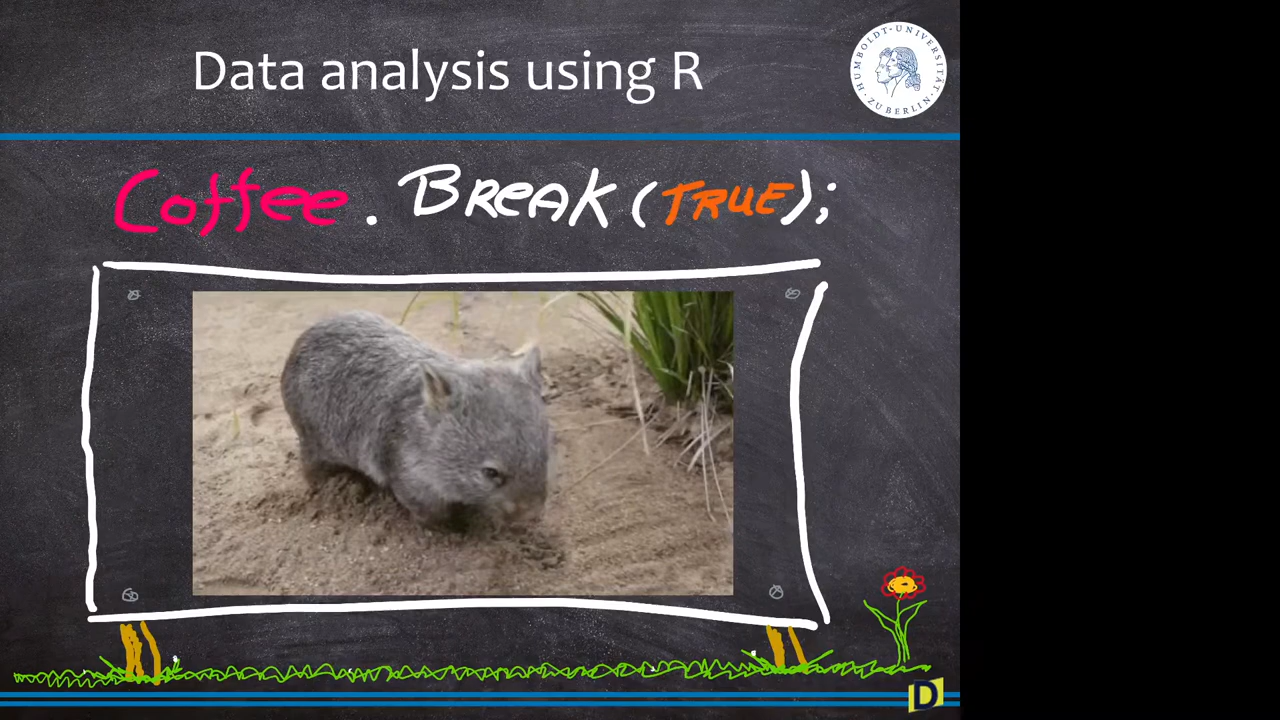 Data analysis using R
HUMBOLDT-UNIVERSITÄT ZU BERLIN
Coffee.Break(TRUE);
D